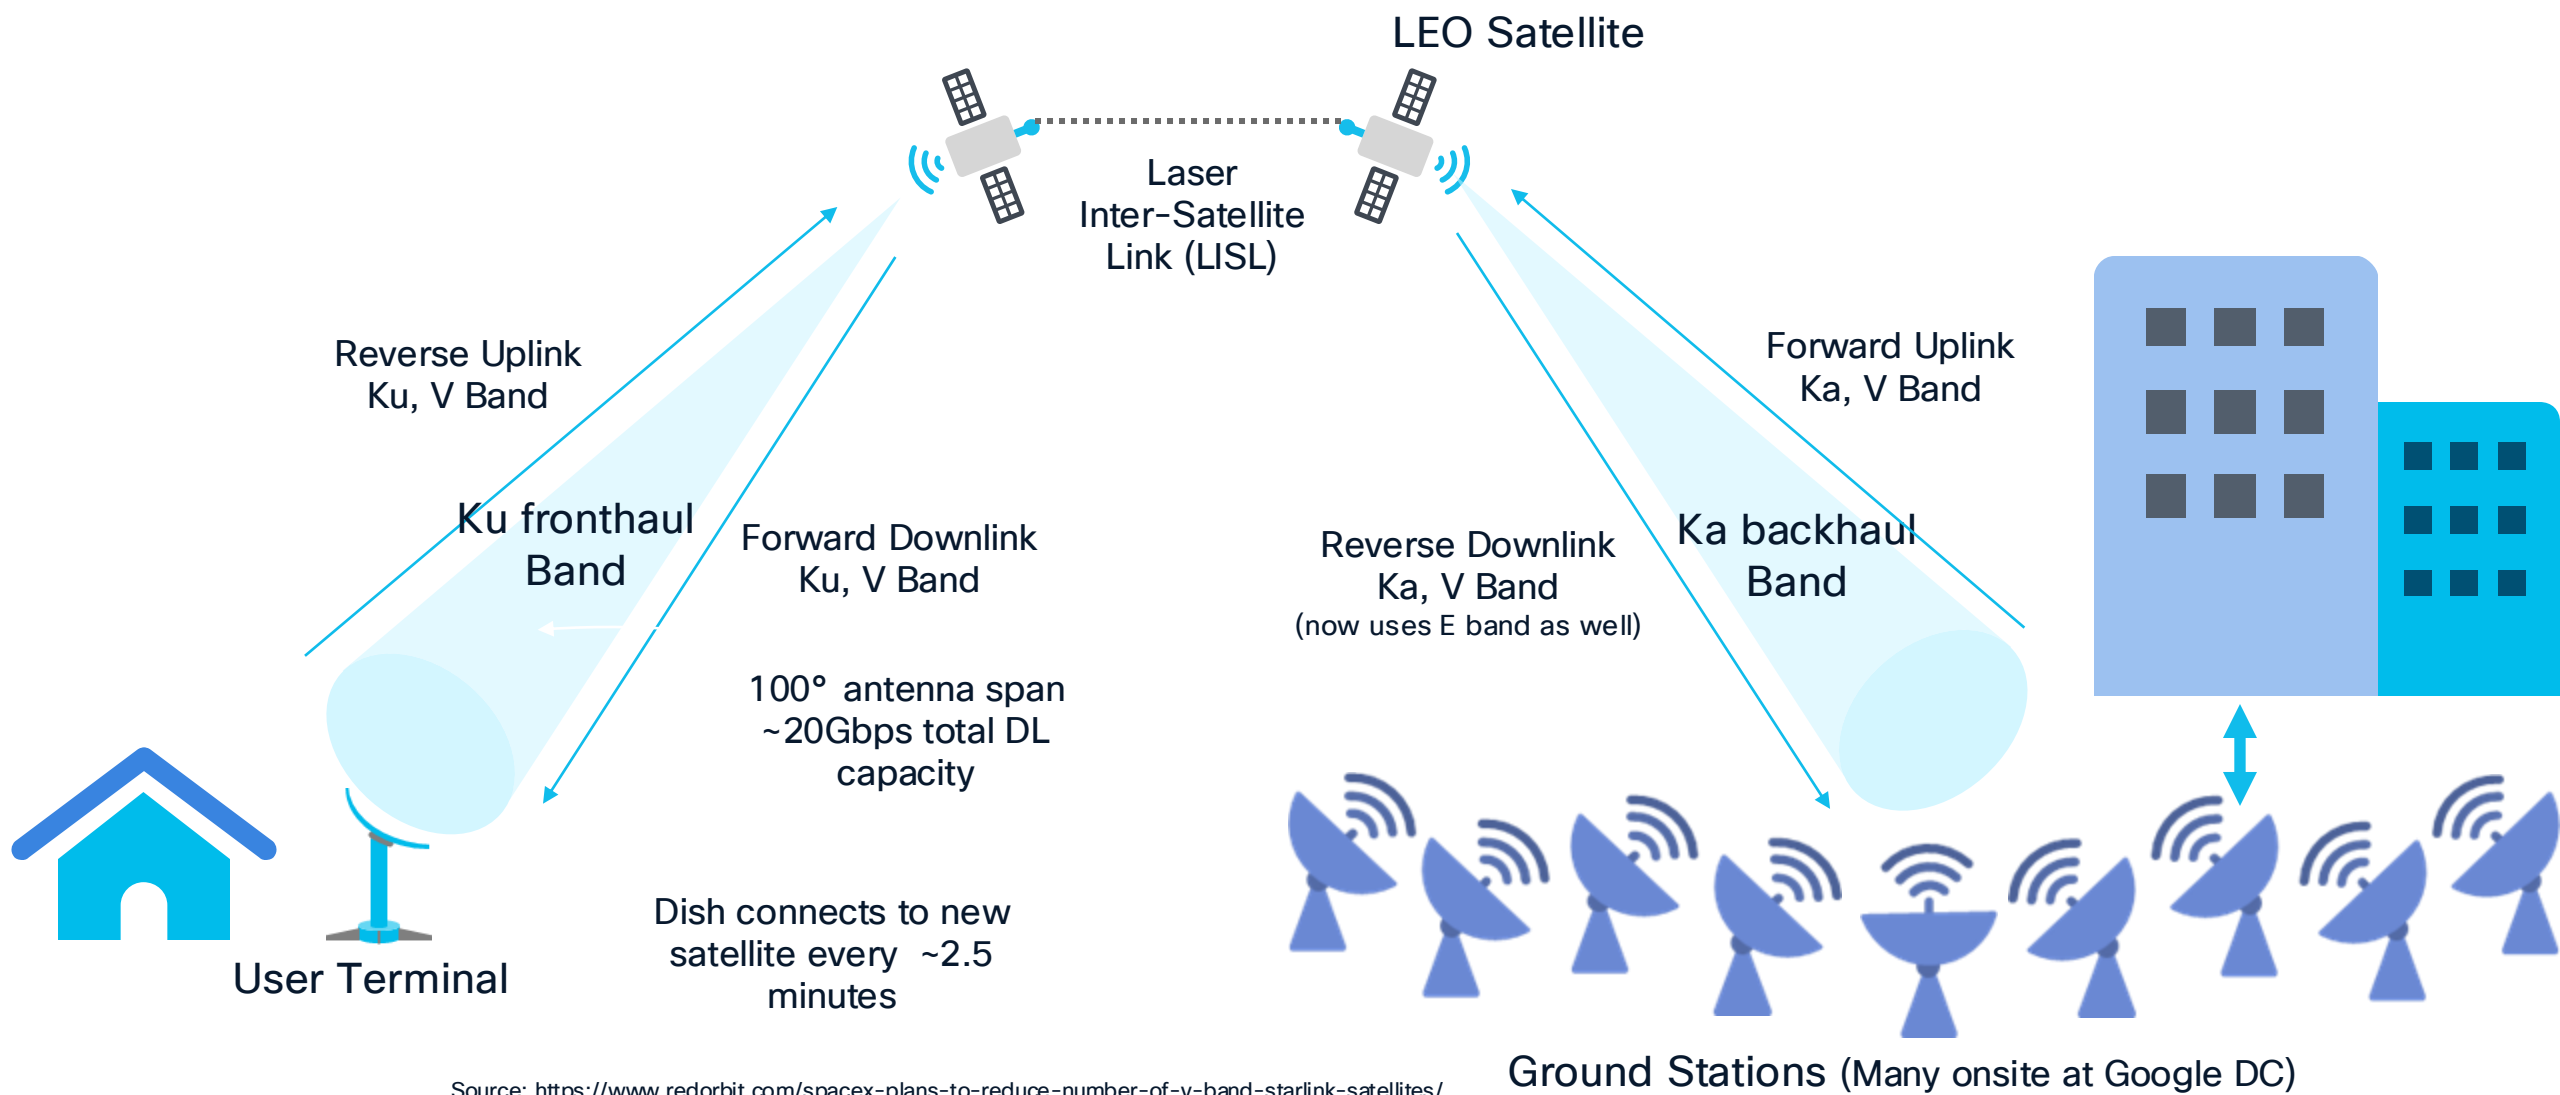 LEO Satellite
Laser
Inter-Satellite
Link (LISL)
Reverse Uplink
Ku, V Band
Forward Uplink
Ka, V Band
Ku fronthaul
Band
Forward Downlink
Ku, V Band
Reverse Downlink
Ka, V Band
(now uses E band as well)
Ka backhaul
Band
100° antenna span
~20Gbps total DL
capacity
Dish connects to new
satellite every ~2.5
minutes
User Terminal
Ground Stations (Many onsite at Google DC)
Source: https://www.redorbit.com/spacex-plans-to-reduce-number-of-v-band-starlink-satellites/